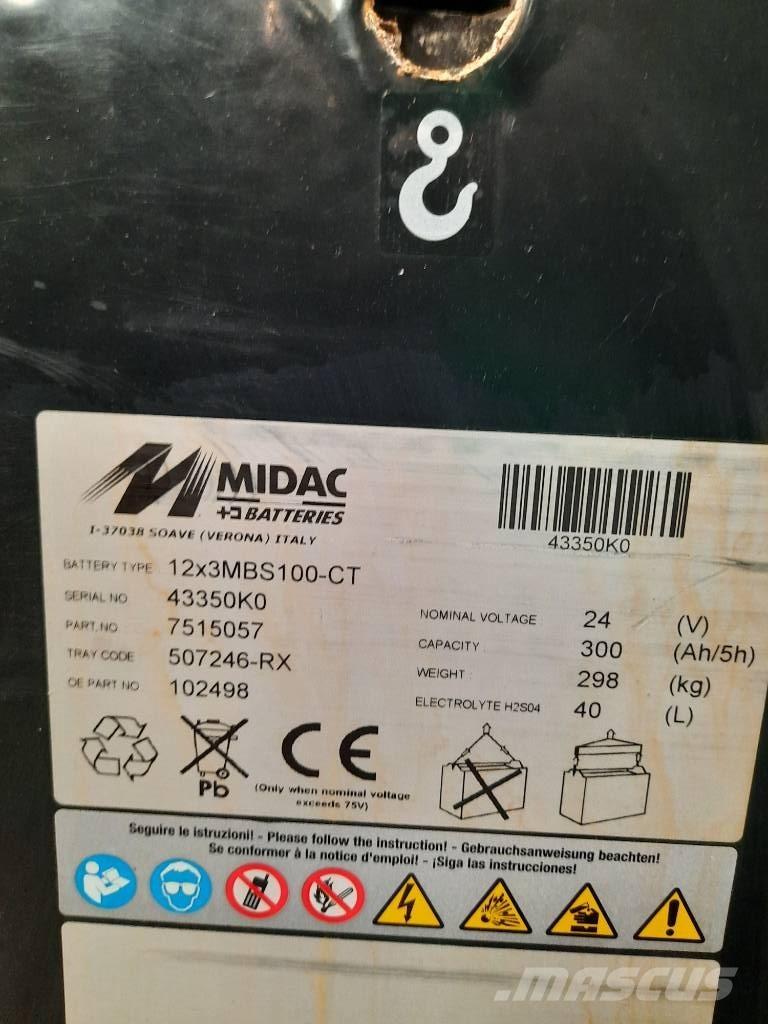 MIDAC
BATTERIES
I-37038 SOAVE (VERONA) ITALY
43350K0
BATTERY TYPE 12x3MBS100-CT
SERIAL NO 43350K0
PART.NO 7515057
TRAY CODE 507246-RX
OE PART NO 102498
NOMINAL VOLTAGE 24 (V)
CAPACITY 300 (Ah/5h)
WEIGHT 298 (kg)
ELECTROLYTE H2SO4 40 (L)
Pb
CE
(Only when nominal voltage
exceeds 75V)
Seguire le istruzioni! - Please follow the instruction! - Gebrauchsanweisung beachten!
Se conformer à la notice d'emploi! - ¡Siga las instrucciones!
MASCUS